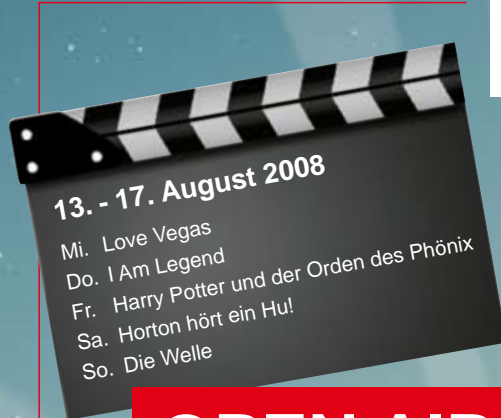 13. - 17. August 2008
Mi. Love Vegas
Do. I Am Legend
Fr. Harry Potter und der Orden des Phönix
Sa. Horton hört ein Hu!
So. Die Welle